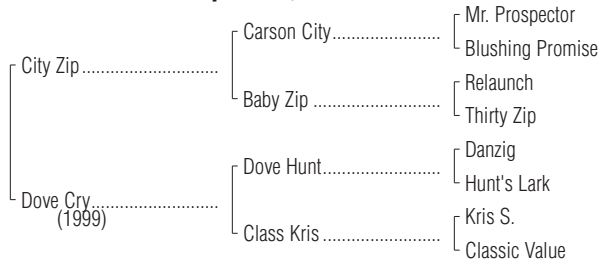 Mr. Prospector
Carson City........................
Blushing Promise
City Zip..............................
Relaunch
Baby Zip ............................
Thirty Zip
Danzig
Dove Hunt..........................
Hunt's Lark
Dove Cry............................
(1999)
Kris S.
Class Kris ..........................
Classic Value